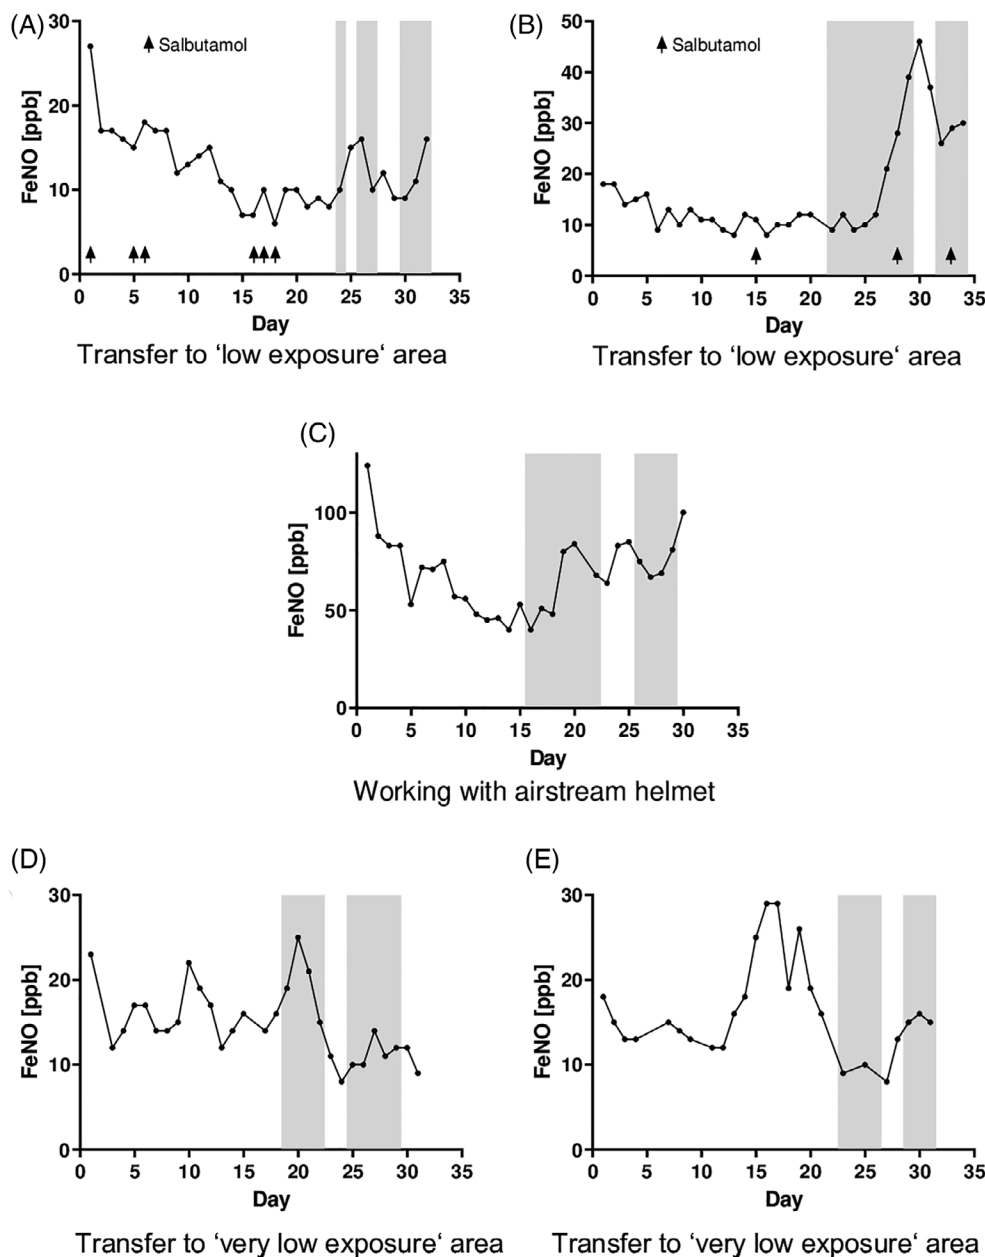 (A)
30
Salbutamol
20
10
0
FeNO [ppb]
0 5 10 15 20 25 30 35
Day
Transfer to ‘low exposure‘ area
(B)
50
Salbutamol
40
30
20
10
0
FeNO [ppb]
0 5 10 15 20 25 30 35
Day
Transfer to ‘low exposure‘ area
(C)
100
50
0
FeNO [ppb]
0 5 10 15 20 25 30 35
Day
Working with airstream helmet
(D)
30
20
10
0
FeNO [ppb]
0 5 10 15 20 25 30 35
Day
Transfer to ‘very low exposure‘ area
(E)
30
20
10
0
FeNO [ppb]
0 5 10 15 20 25 30 35
Day
Transfer to ‘very low exposure‘ area